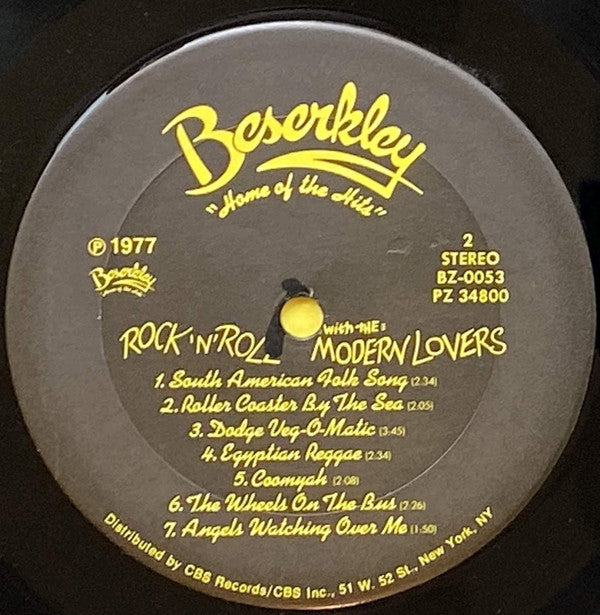 Beserkley
"Home of the Hits"
℗ 1977
Beserkley
"Home of the Hits"
2
STEREO
BZ-0053
PZ 34800
ROCK 'N' ROLL with THE MODERN LOVERS
1. South American Folk Song (2:34)
2. Roller Coaster By The Sea (2:05)
3. Dodge Veg-O-Matic (3:45)
4. Egyptian Reggae (2:34)
5. Coomyah (2:08)
6. The Wheels On The Bus (2:26)
7. Angels Watching Over Me (1:50)
Distributed by CBS Records/CBS Inc., 51 W. 52 St., New York, NY